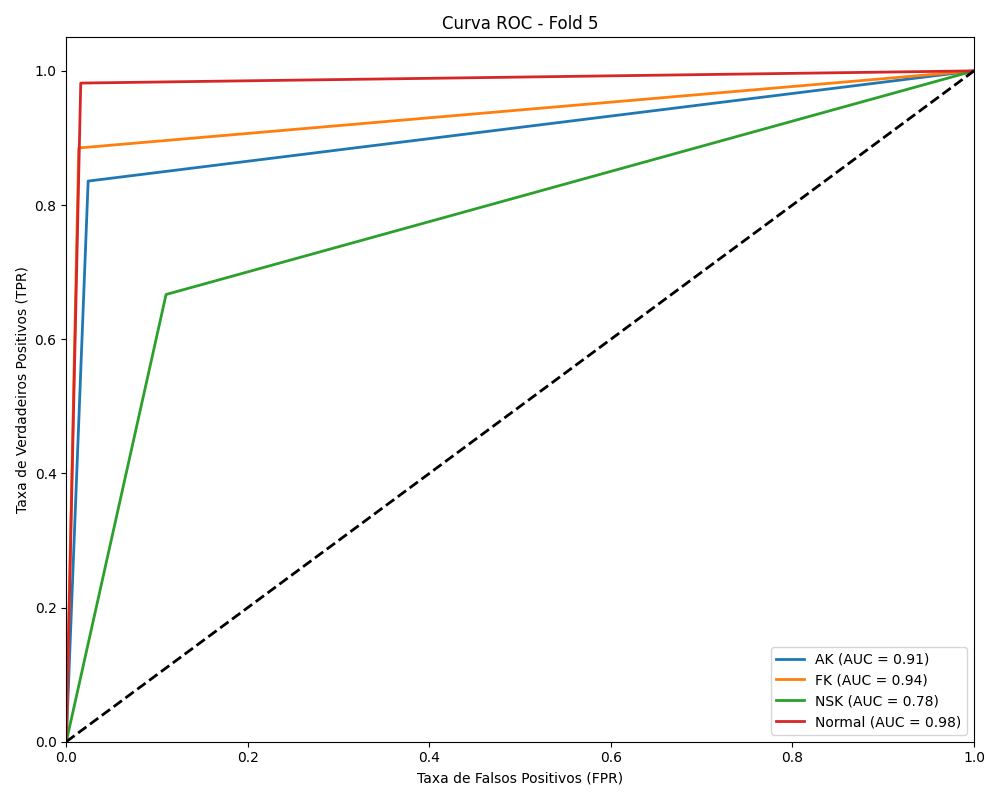 Curva ROC - Fold 5
Taxa de Verdadeiros Positivos (TPR)
1.0
0.8
0.6
0.4
0.2
0.0
0.0 0.2 0.4 0.6 0.8 1.0
Taxa de Falsos Positivos (FPR)
AK (AUC = 0.91)
FK (AUC = 0.94)
NSK (AUC = 0.78)
Normal (AUC = 0.98)